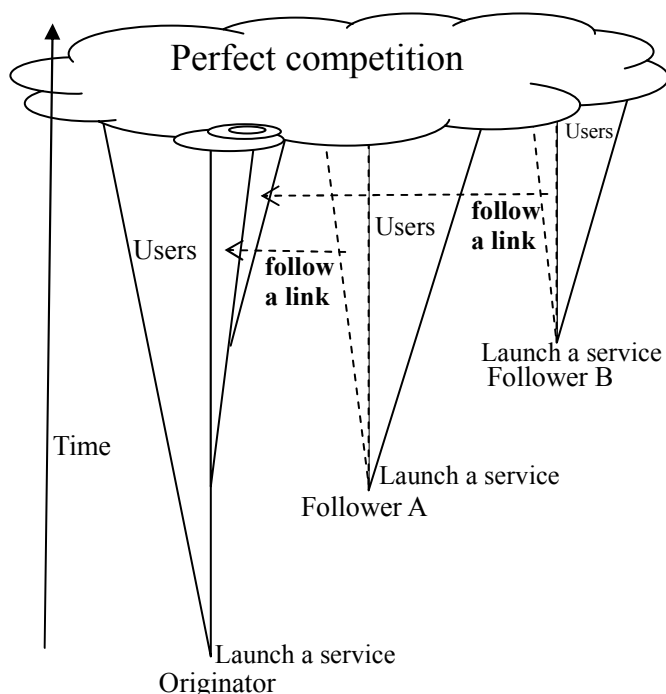 Perfect competition
Users
Users
Users
follow
a link
follow
a link
Launch a service
Follower B
Time
Launch a service
Follower A
Launch a service
Originator